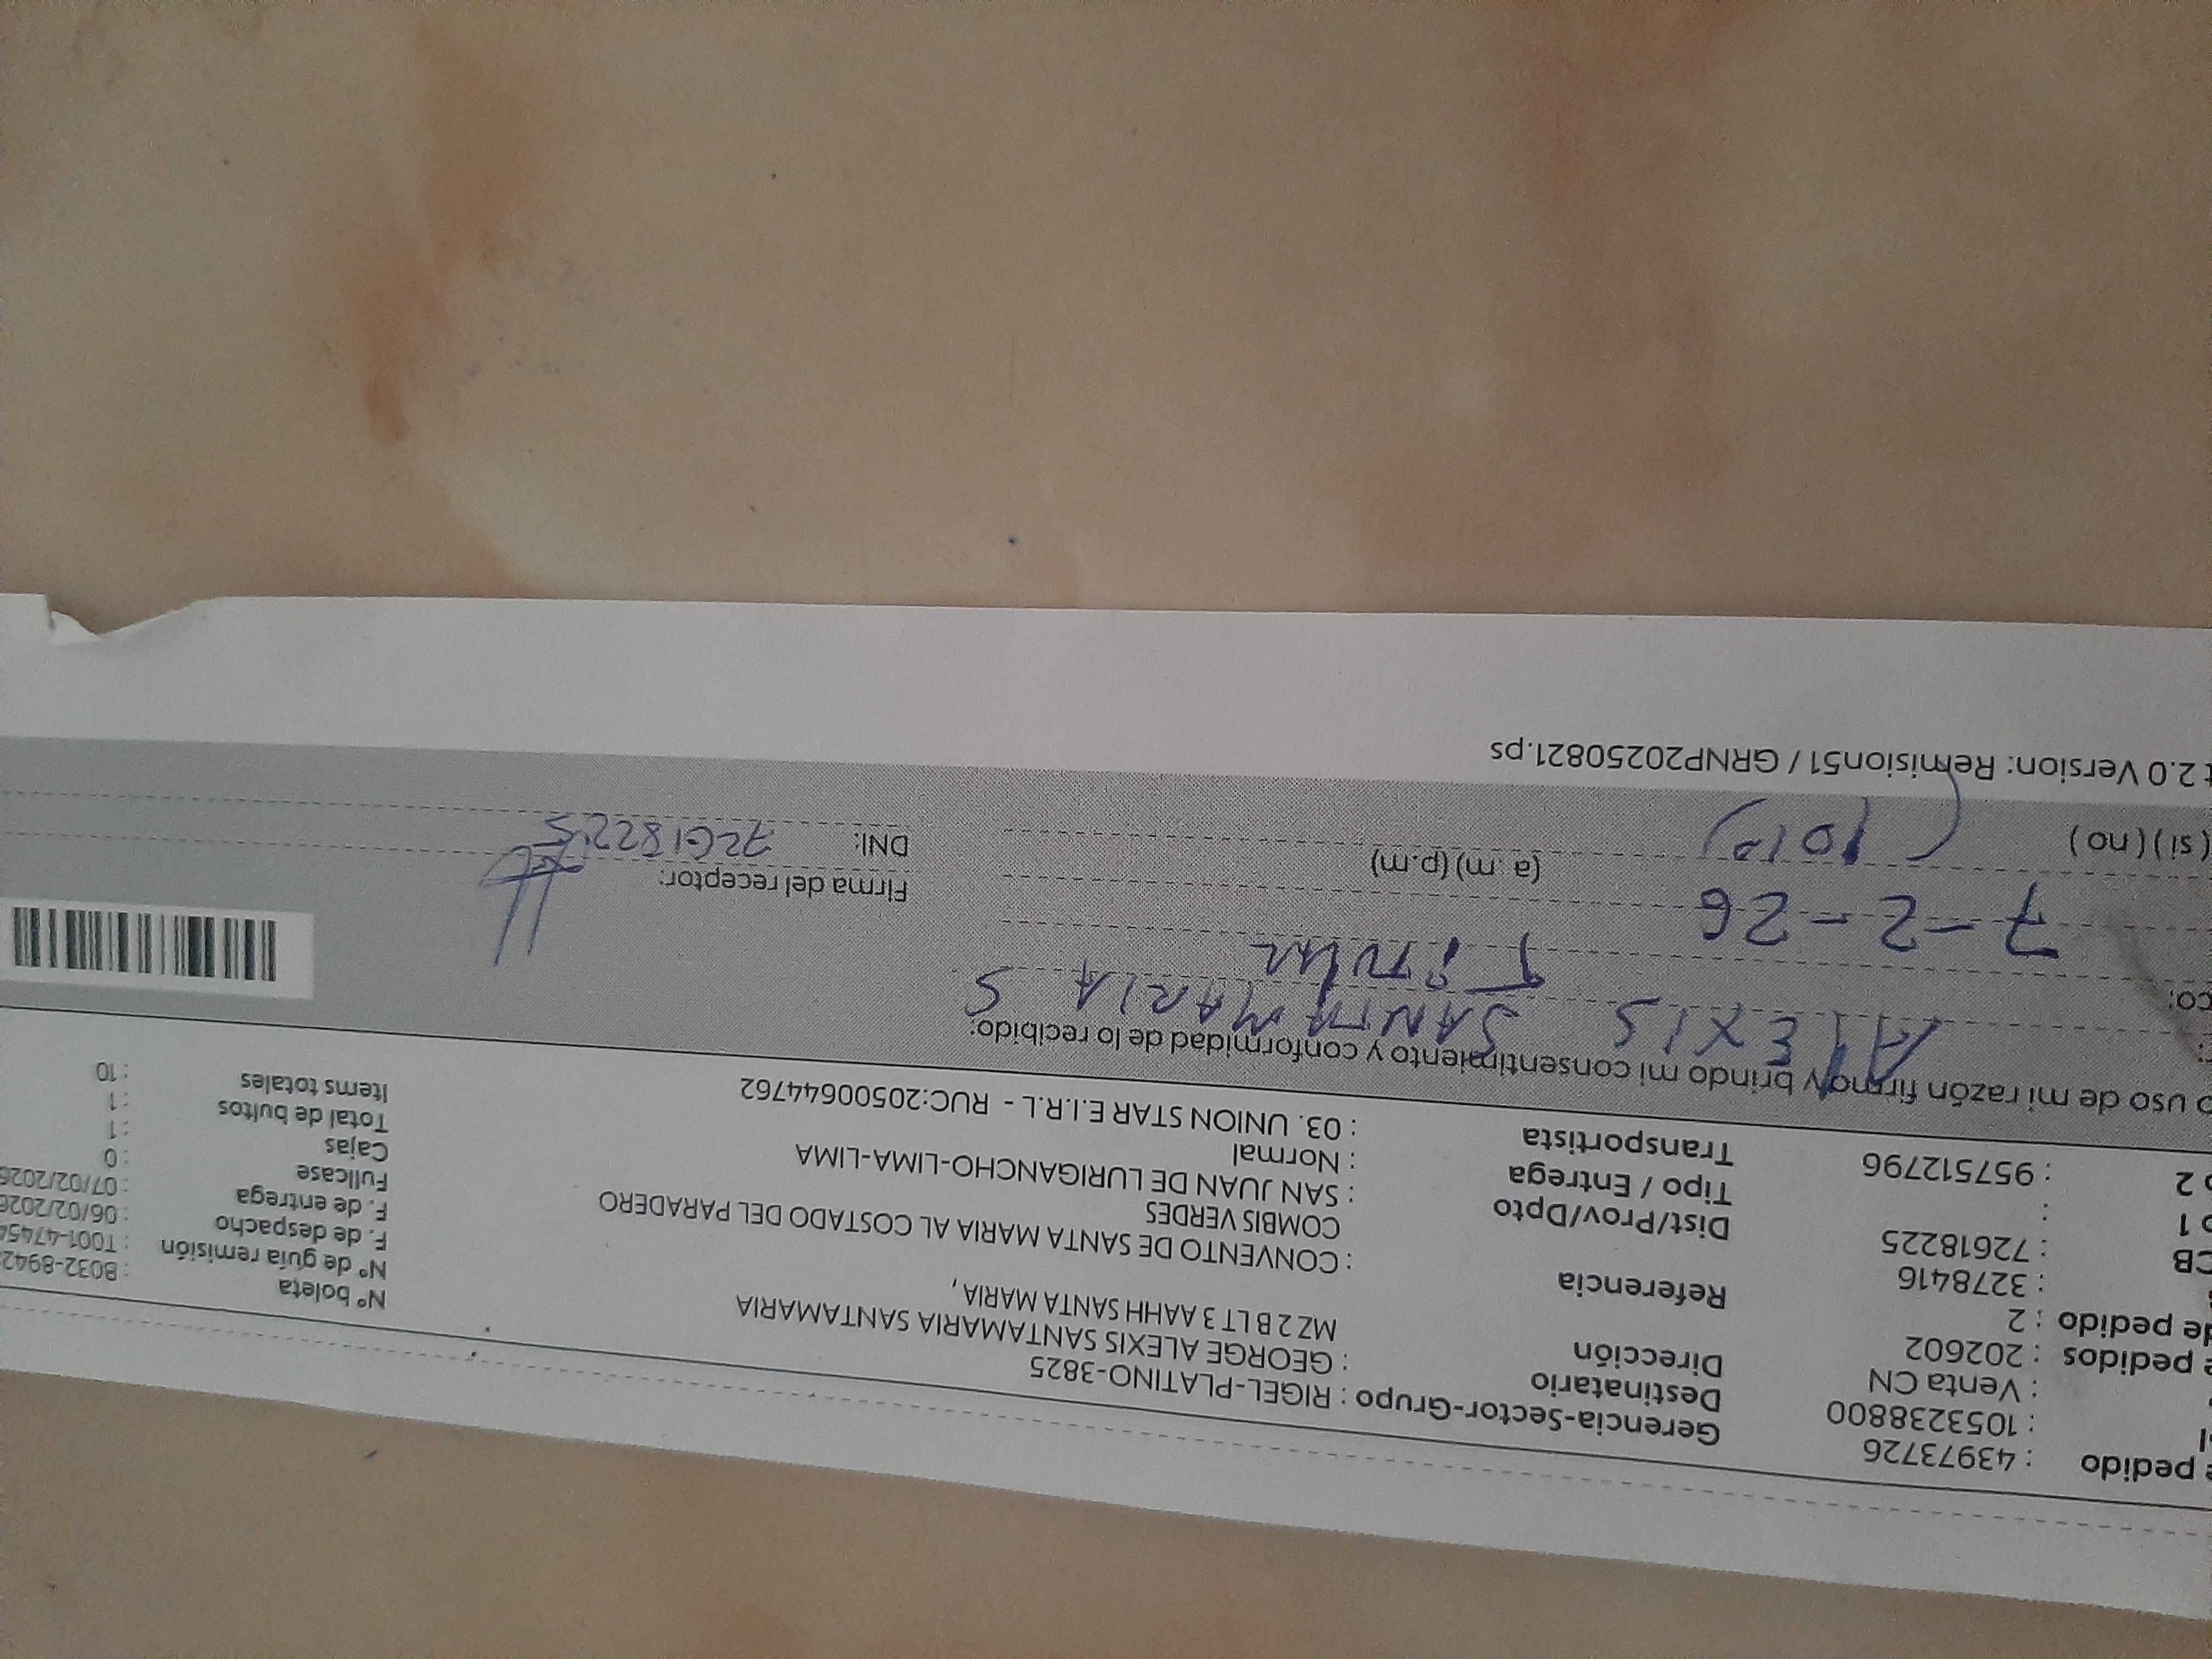 e pedido : 43973726 Gerencia-Sector-Grupo : RIGEL-PLATINO-3825 N° boleta : B032-8942
: 105323880​0 Destinatario : GEORGE ALEXIS SANTAMARIA SANTAMARIA N° de guía remisión : T001-4745
: Venta CN Dirección MZ 2 B LT 3 AAHH SANTA MARIA , F. de despacho : 06/02/2026
e pedidos : 202602 F. de entrega : 07/02/2026
de pedido : 2 Referencia : CONVENTO DE SANTA MARIA AL COSTADO DEL PARADERO Fullcase : 0
: 3278416 COMBIS VERDES Cajas : 1
CB : 72618225 Dist/Prov/Dpto : SAN JUAN DE LURIGANCHO-LIMA-LIMA Total de bultos : 1
1 : Tipo / Entrega : Normal Items totales : 10
2 : 957512796 Transportista : 03. UNION STAR E.I.R.L - RUC:20500644762
uso de mi razón firmo y brindo mi consentimiento y conformidad de lo recibido:
ALEXIS SANTAMARIA S
co: Titular
7-2-26 (a. m) (p.m) Firma del receptor:
( si ) ( no ) DNI: 72618225
t 2.0 Version: Remision51 / GRNP20250821.ps